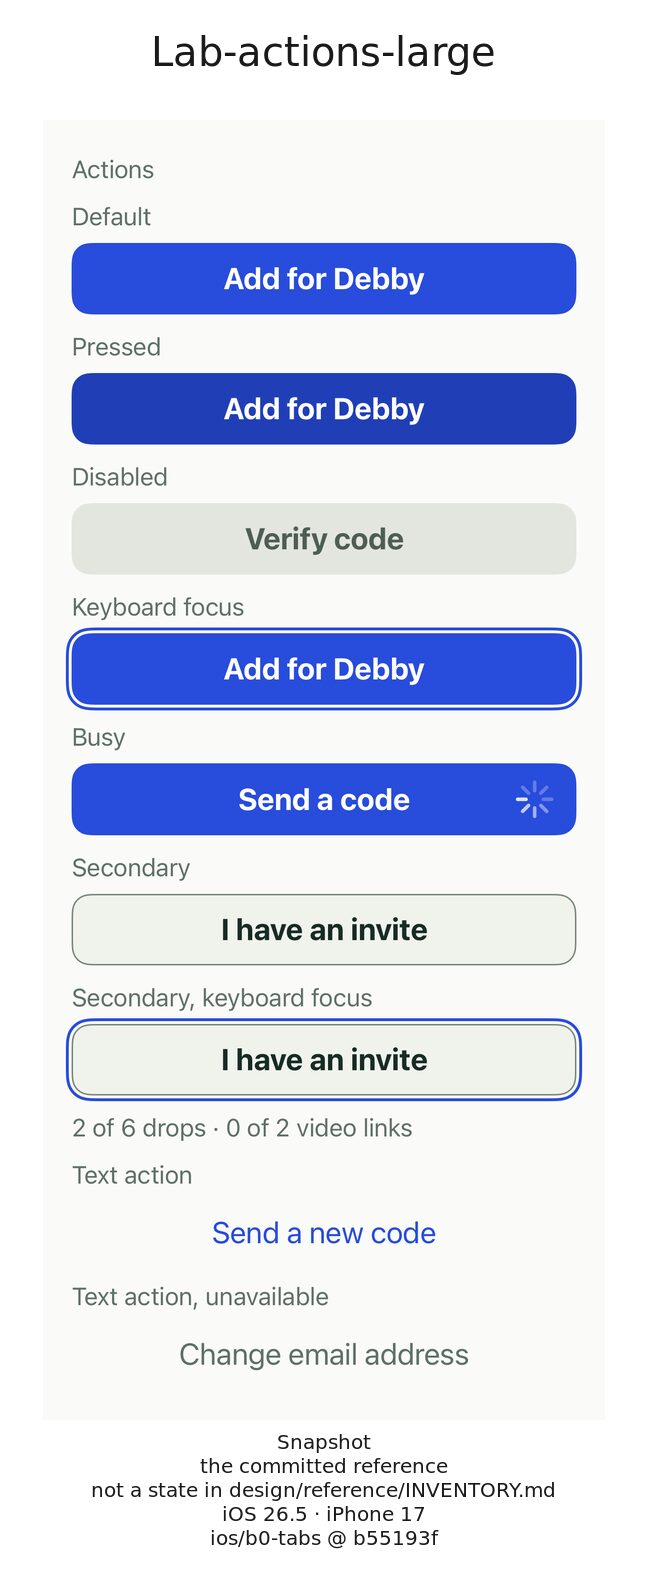 Lab-actions-large
Actions
Default
Add for Debby
Pressed
Add for Debby
Disabled
Verify code
Keyboard focus
Add for Debby
Busy
Send a code
Secondary
I have an invite
Secondary, keyboard focus
I have an invite
2 of 6 drops · 0 of 2 video links
Text action
Send a new code
Text action, unavailable
Change email address
Snapshot
the committed reference
not a state in design/reference/INVENTORY.md
iOS 26.5 · iPhone 17
ios/b0-tabs @ b55193f